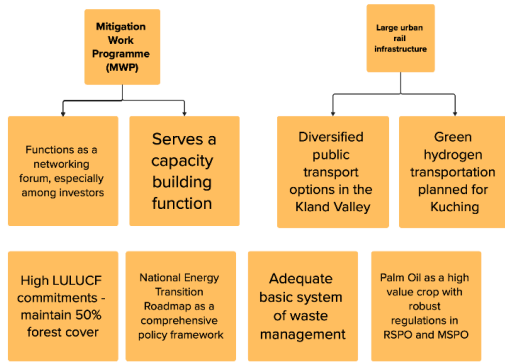 Mitigation
Work
Programme
(MWP)
Large urban
rail
infrastructure
Functions as a
networking
forum, especially
among investors
Serves a
capacity
building
function
Diversified
public
transport
options in the
Kland Valley
Green
hydrogen
transportation
planned for
Kuching
High LULUCF
commitments -
maintain 50%
forest cover
National Energy
Transition
Roadmap as a
comprehensive
policy framework
Adequate
basic system
of waste
management
Palm Oil as a high
value crop with
robust
regulations in
RSPO and MSPO